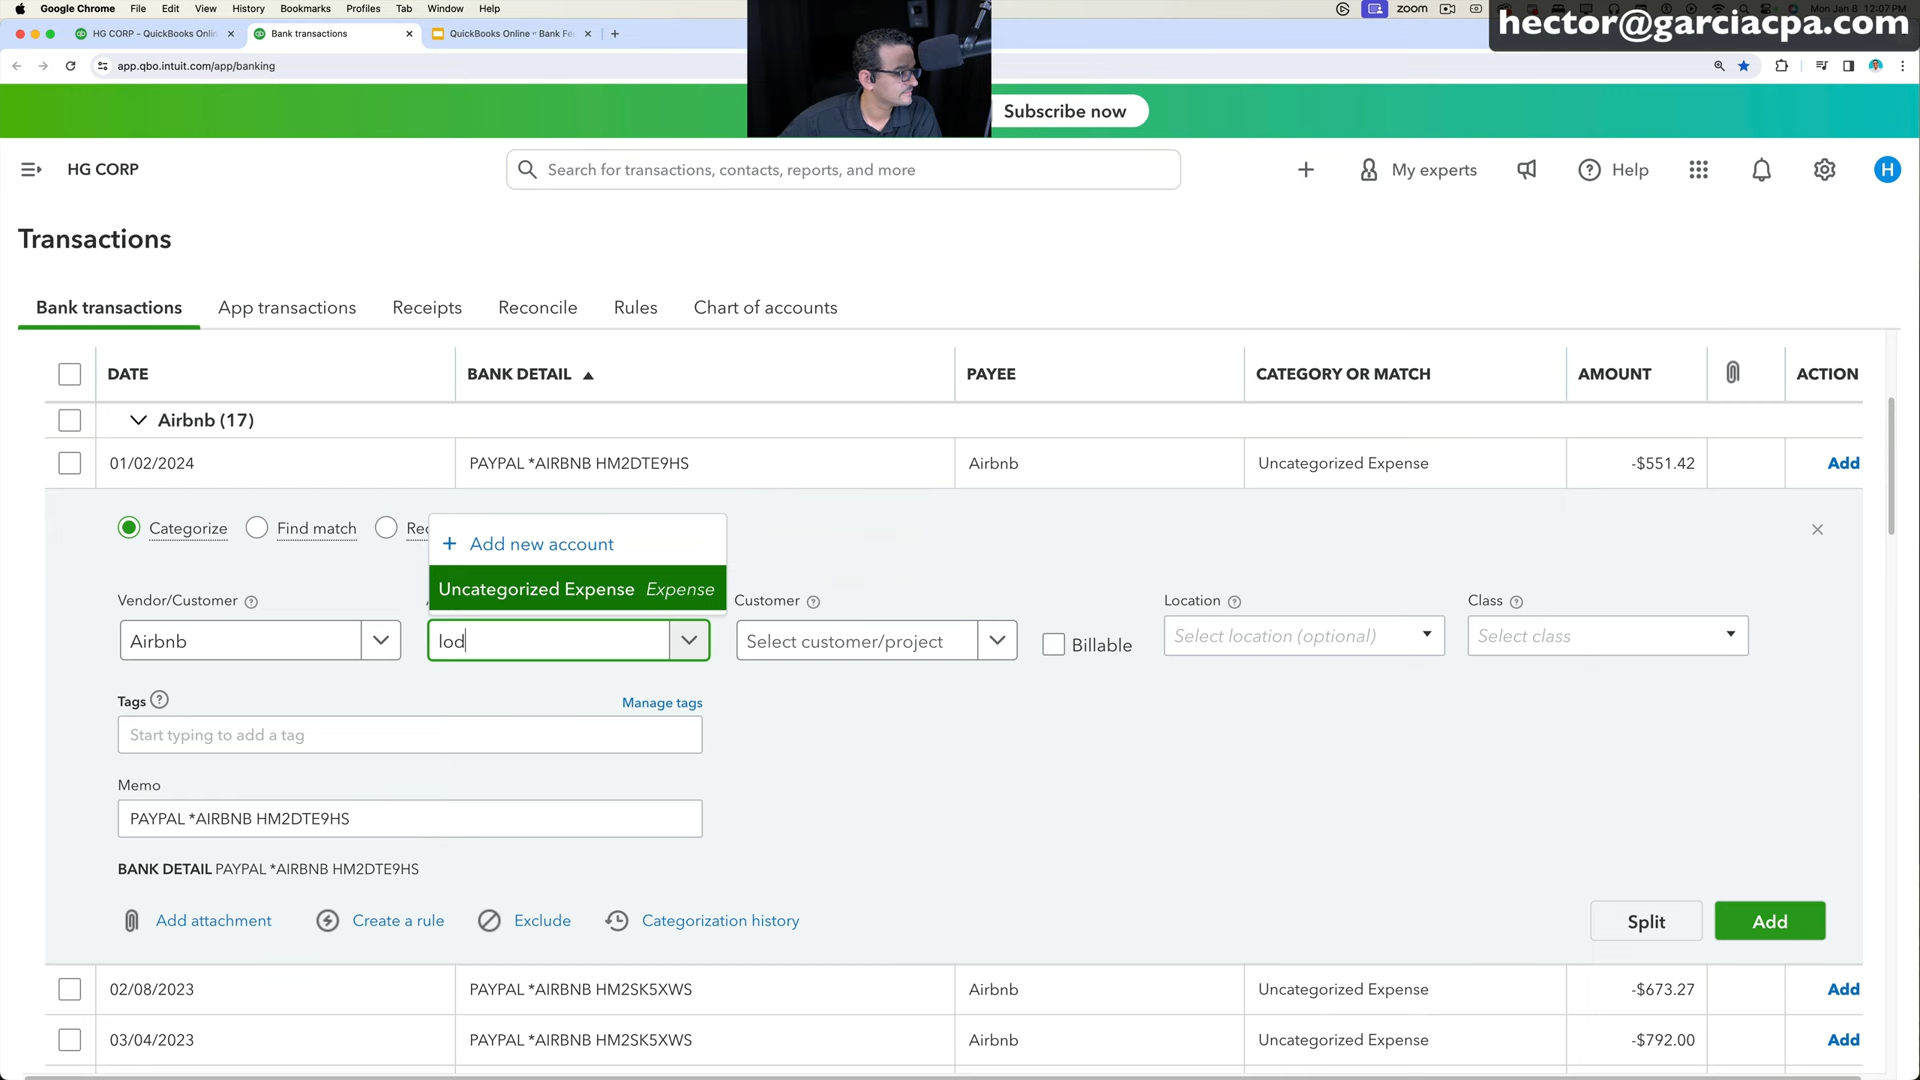 Google Chrome File Edit View History Bookmarks Profiles Tab Window Help
zoom
Mon Jan 8 12:07 PM
hector@garciacpa.com
HG CORP - QuickBooks Onlin
Bank transactions
QuickBooks Online - Bank Fe
app.qbo.intuit.com/app/banking
Subscribe now
HG CORP
Search for transactions, contacts, reports, and more
My experts
Help
H
Transactions
Bank transactions App transactions Receipts Reconcile Rules Chart of accounts
DATE BANK DETAIL PAYEE CATEGORY OR MATCH AMOUNT ACTION
Airbnb (17)
01/02/2024 PAYPAL *AIRBNB HM2DTE9HS Airbnb Uncategorized Expense -$551.42 Add
Categorize Find match Rec
+ Add new account
Uncategorized Expense Expense
Vendor/Customer Customer Location Class
Airbnb lod Select customer/project Billable Select location (optional) Select class
Tags Manage tags
Start typing to add a tag
Memo
PAYPAL *AIRBNB HM2DTE9HS
BANK DETAIL PAYPAL *AIRBNB HM2DTE9HS
Add attachment Create a rule Exclude Categorization history Split Add
02/08/2023 PAYPAL *AIRBNB HM2SK5XWS Airbnb Uncategorized Expense -$673.27 Add
03/04/2023 PAYPAL *AIRBNB HM2SK5XWS Airbnb Uncategorized Expense -$792.00 Add